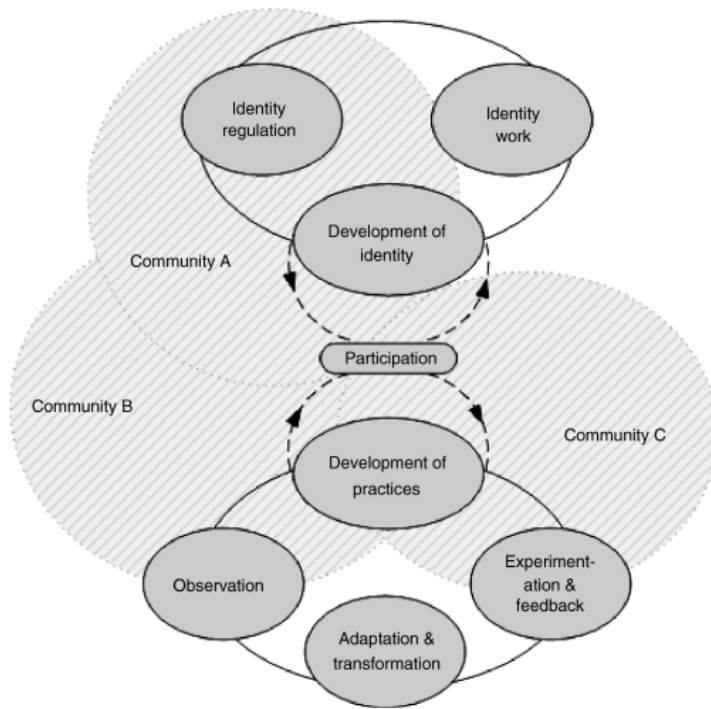 Identity
regulation
Identity
work
Development of
identity
Community A
Participation
Community B
Community C
Development of
practices
Observation
Experiment-
ation &
feedback
Adaptation &
transformation